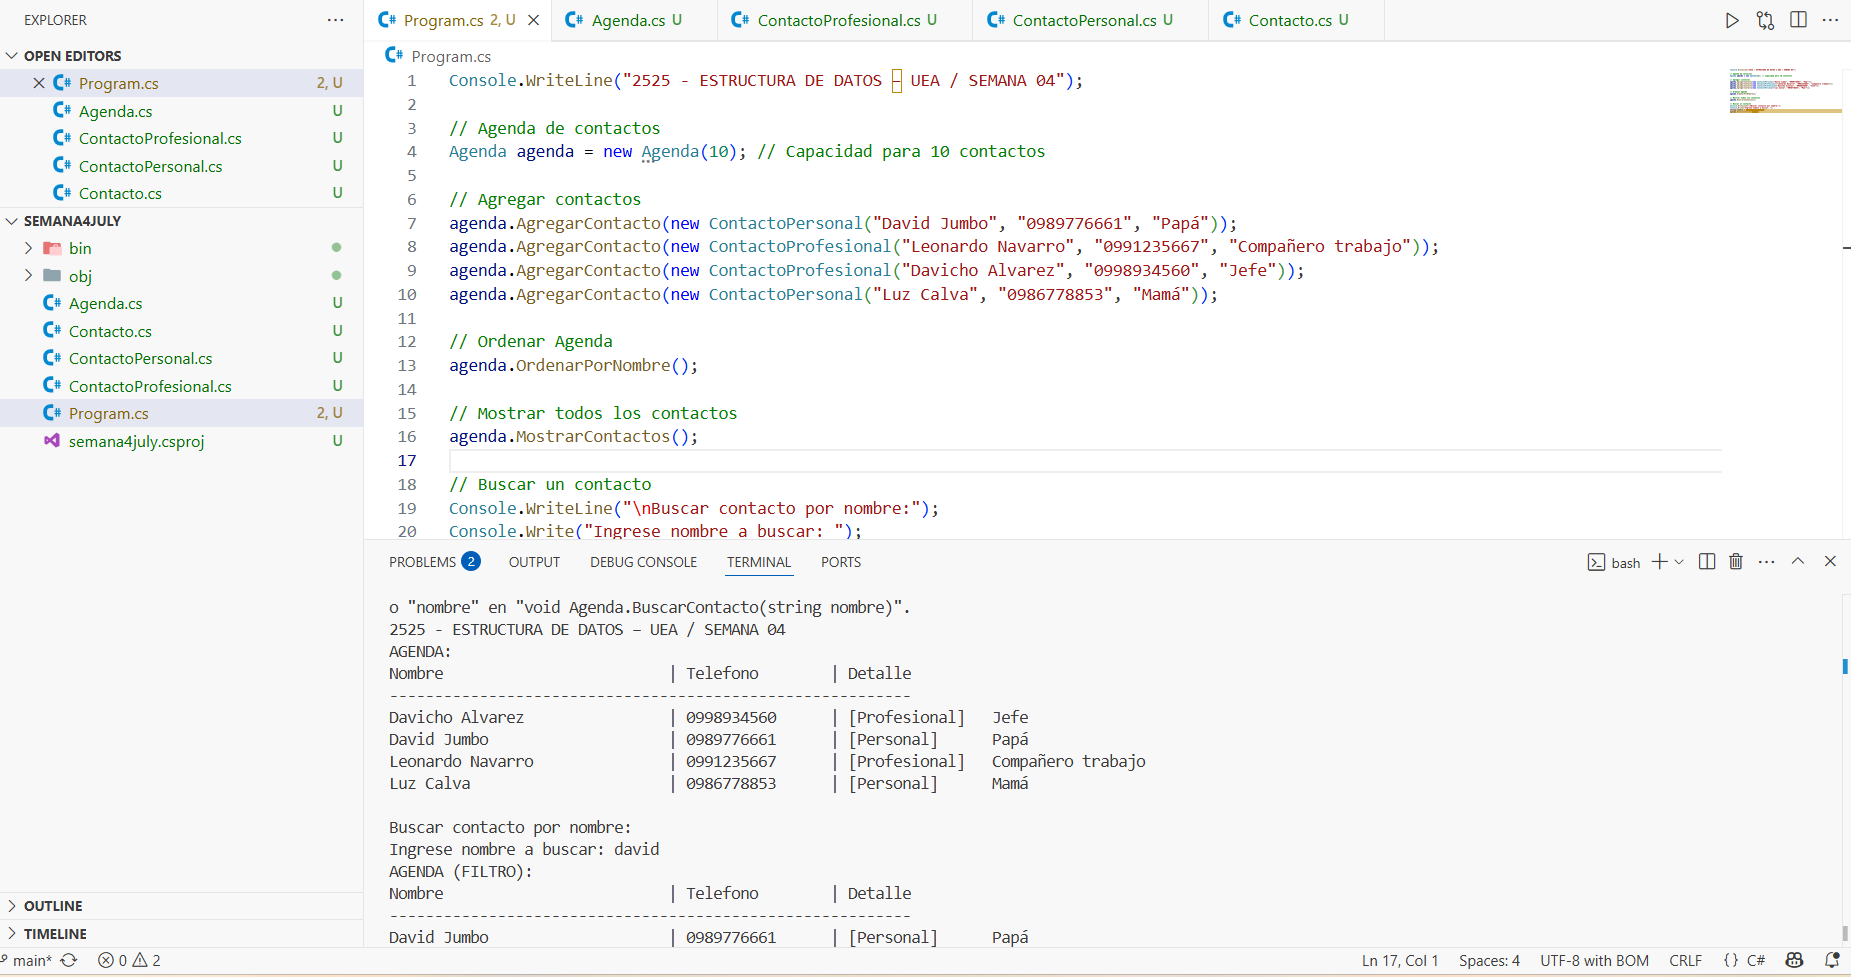 EXPLORER
OPEN EDITORS
Program.cs 2, U
Agenda.cs U
ContactoProfesional.cs U
ContactoPersonal.cs U
Contacto.cs U
SEMANA4JULY
bin
obj
Agenda.cs U
Contacto.cs U
ContactoPersonal.cs U
ContactoProfesional.cs U
Program.cs 2, U
semana4july.csproj U
OUTLINE
TIMELINE
Program.cs 2, U
Agenda.cs U
ContactoProfesional.cs U
ContactoPersonal.cs U
Contacto.cs U
Program.cs
1 Console.WriteLine("2525 - ESTRUCTURA DE DATOS – UEA / SEMANA 04");
2
3 // Agenda de contactos
4 Agenda agenda = new Agenda(10); // Capacidad para 10 contactos
5
6 // Agregar contactos
7 agenda.AgregarContacto(new ContactoPersonal("David Jumbo", "0989776661", "Papá"));
8 agenda.AgregarContacto(new ContactoProfesional("Leonardo Navarro", "0991235667", "Compañero trabajo"));
9 agenda.AgregarContacto(new ContactoProfesional("Davicho Alvarez", "0998934560", "Jefe"));
10 agenda.AgregarContacto(new ContactoPersonal("Luz Calva", "0986778853", "Mamá"));
11
12 // Ordenar Agenda
13 agenda.OrdenarPorNombre();
14
15 // Mostrar todos los contactos
16 agenda.MostrarContactos();
17
18 // Buscar un contacto
19 Console.WriteLine("\nBuscar contacto por nombre:");
20 Console.Write("Ingrese nombre a buscar: ");
PROBLEMS 2 OUTPUT DEBUG CONSOLE TERMINAL PORTS
bash
o "nombre" en "void Agenda.BuscarContacto(string nombre)".
2525 - ESTRUCTURA DE DATOS – UEA / SEMANA 04
AGENDA:
Nombre | Telefono | Detalle
----------------------------------------------------------
Davicho Alvarez | 0998934560 | [Profesional] Jefe
David Jumbo | 0989776661 | [Personal] Papá
Leonardo Navarro | 0991235667 | [Profesional] Compañero trabajo
Luz Calva | 0986778853 | [Personal] Mamá
Buscar contacto por nombre:
Ingrese nombre a buscar: david
AGENDA (FILTRO):
Nombre | Telefono | Detalle
----------------------------------------------------------
David Jumbo | 0989776661 | [Personal] Papá
main* 0 2
Ln 17, Col 1 Spaces: 4 UTF-8 with BOM CRLF {} C#